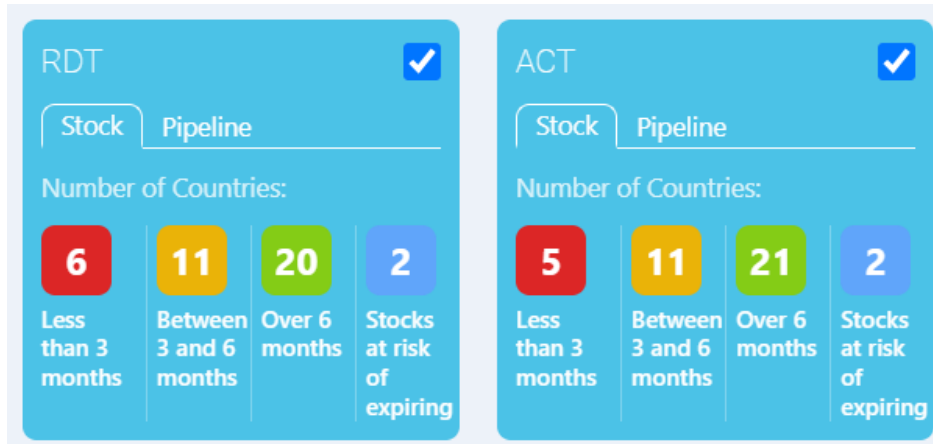 RDT
Stock Pipeline
Number of Countries:
6 11 20 2
Less than 3 months
Between 3 and 6 months
Over 6 months
Stocks at risk of expiring
ACT
Stock Pipeline
Number of Countries:
5 11 21 2
Less than 3 months
Between 3 and 6 months
Over 6 months
Stocks at risk of expiring